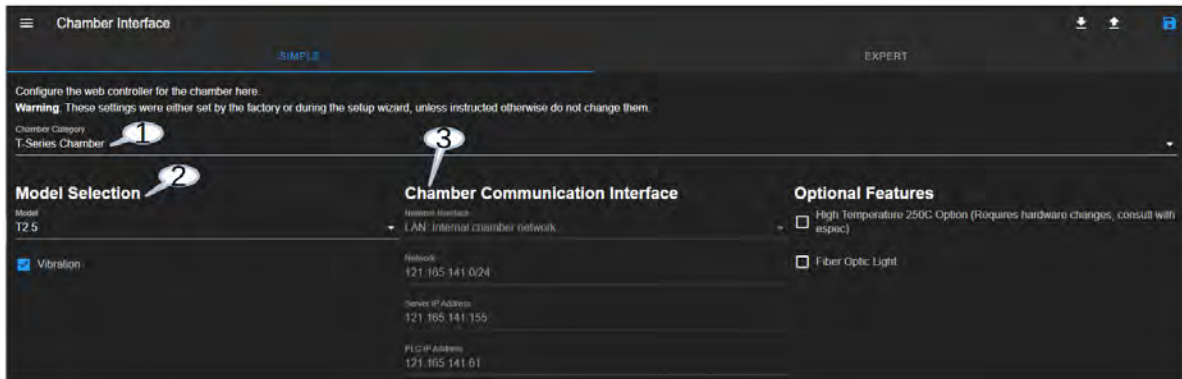 Chamber Interface
SIMPLE
EXPERT
Configure the web controller for the chamber here.
Warning. These settings were either set by the factory or during the setup wizard, unless instructed otherwise do not change them.
Chamber Category
T-Series Chamber
1
3
2
Model Selection
Model
T2.5
Vibration
Chamber Communication Interface
Network Interface
LAN: Internal chamber network
Network
121.165.141.0/24
Server IP Address
121.165.141.155
PLC IP Address
121.165.141.61
Optional Features
High Temperature 250C Option (Requires hardware changes, consult with
espec)
Fiber Optic Light